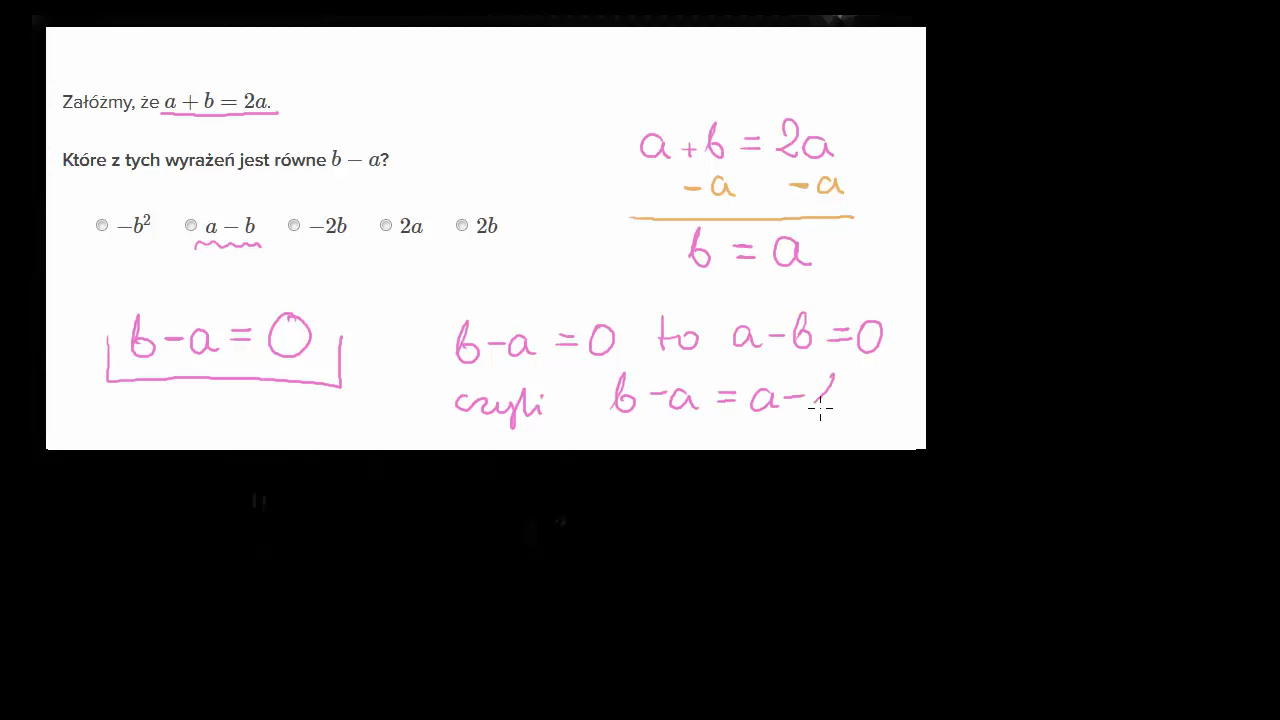 Załóżmy, że a + b = 2a.
Które z tych wyrażeń jest równe b − a?
−b² a − b −2b 2a 2b
a + b = 2a
−a −a
b = a
b − a = 0
b − a = 0 to a − b = 0
czyli b − a = a −